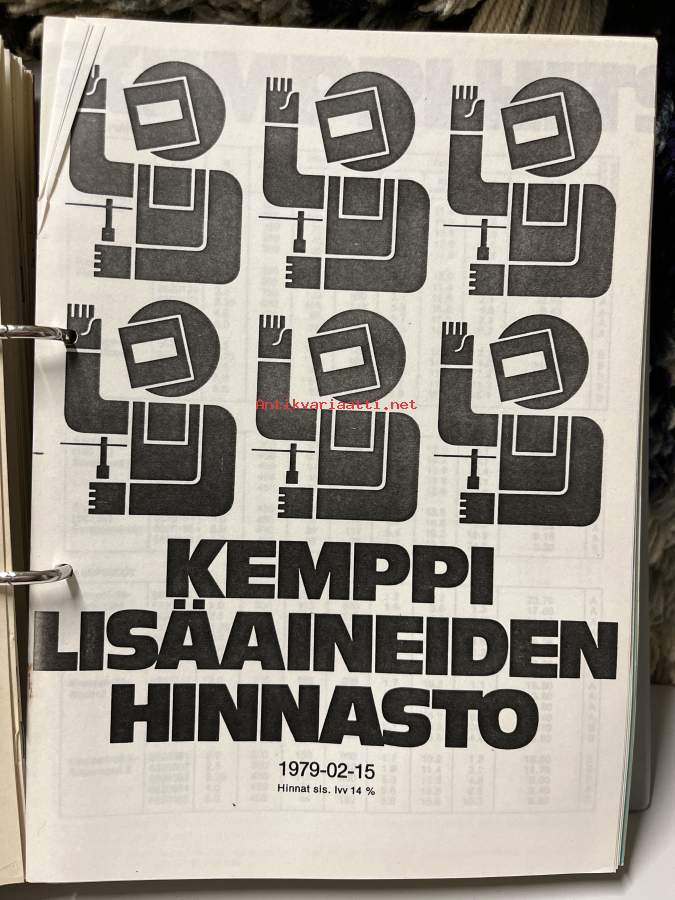 Antikvariaatti.net
KEMPPI
LISÄAINEIDEN
HINNASTO
1979-02-15
Hinnat sis. lvv 14 %